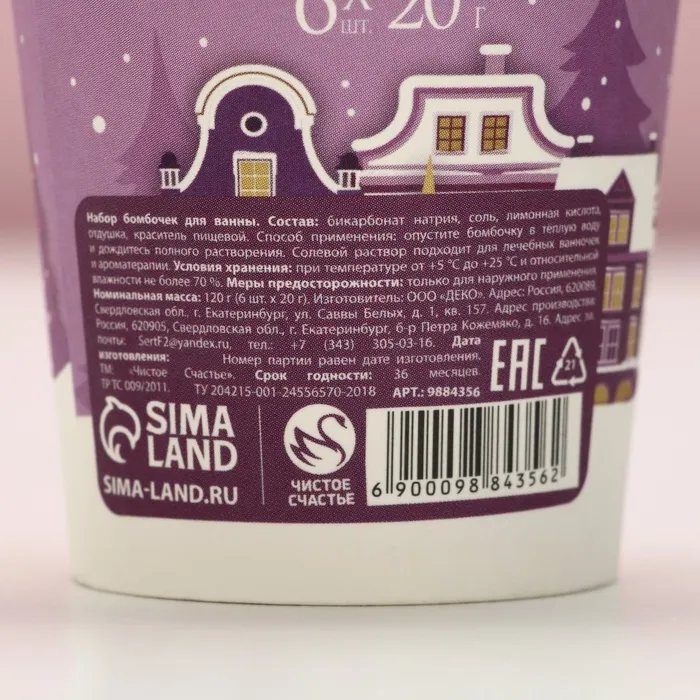 6 х 20 г
шт.
Набор бомбочек для ванны. Состав: бикарбонат натрия, соль, лимонная кислота,
отдушка, краситель пищевой. Способ применения: опустите бомбочку в тёплую воду
и дождитесь полного растворения. Солевой раствор подходит для лечебных ванночек
и ароматерапии. Условия хранения: при температуре от +5 °С до +25 °С и относительной
влажности не более 70 %. Меры предосторожности: только для наружного применения.
Номинальная масса: 120 г (6 шт. х 20 г). Изготовитель: ООО «ДЕКО». Адрес: Россия, 620089,
Свердловская обл., г. Екатеринбург, ул. Саввы Белых, д. 1, кв. 157. Адрес производства:
Россия, 620905, Свердловская обл., г. Екатеринбург, б-р Петра Кожемяко, д. 16. Адрес эл.
почты: SertF2@yandex.ru, тел.: +7 (343) 305-03-16. Дата
изготовления: Номер партии равен дате изготовления.
ТМ: «Чистое Счастье». Срок годности: 36 месяцев.
ТР ТС 009/2011. ТУ 204215-001-24556570-2018 АРТ.: 9884356
EAC
21
SIMA
LAND
SIMA-LAND.RU
ЧИСТОЕ
СЧАСТЬЕ
6 900098 843562